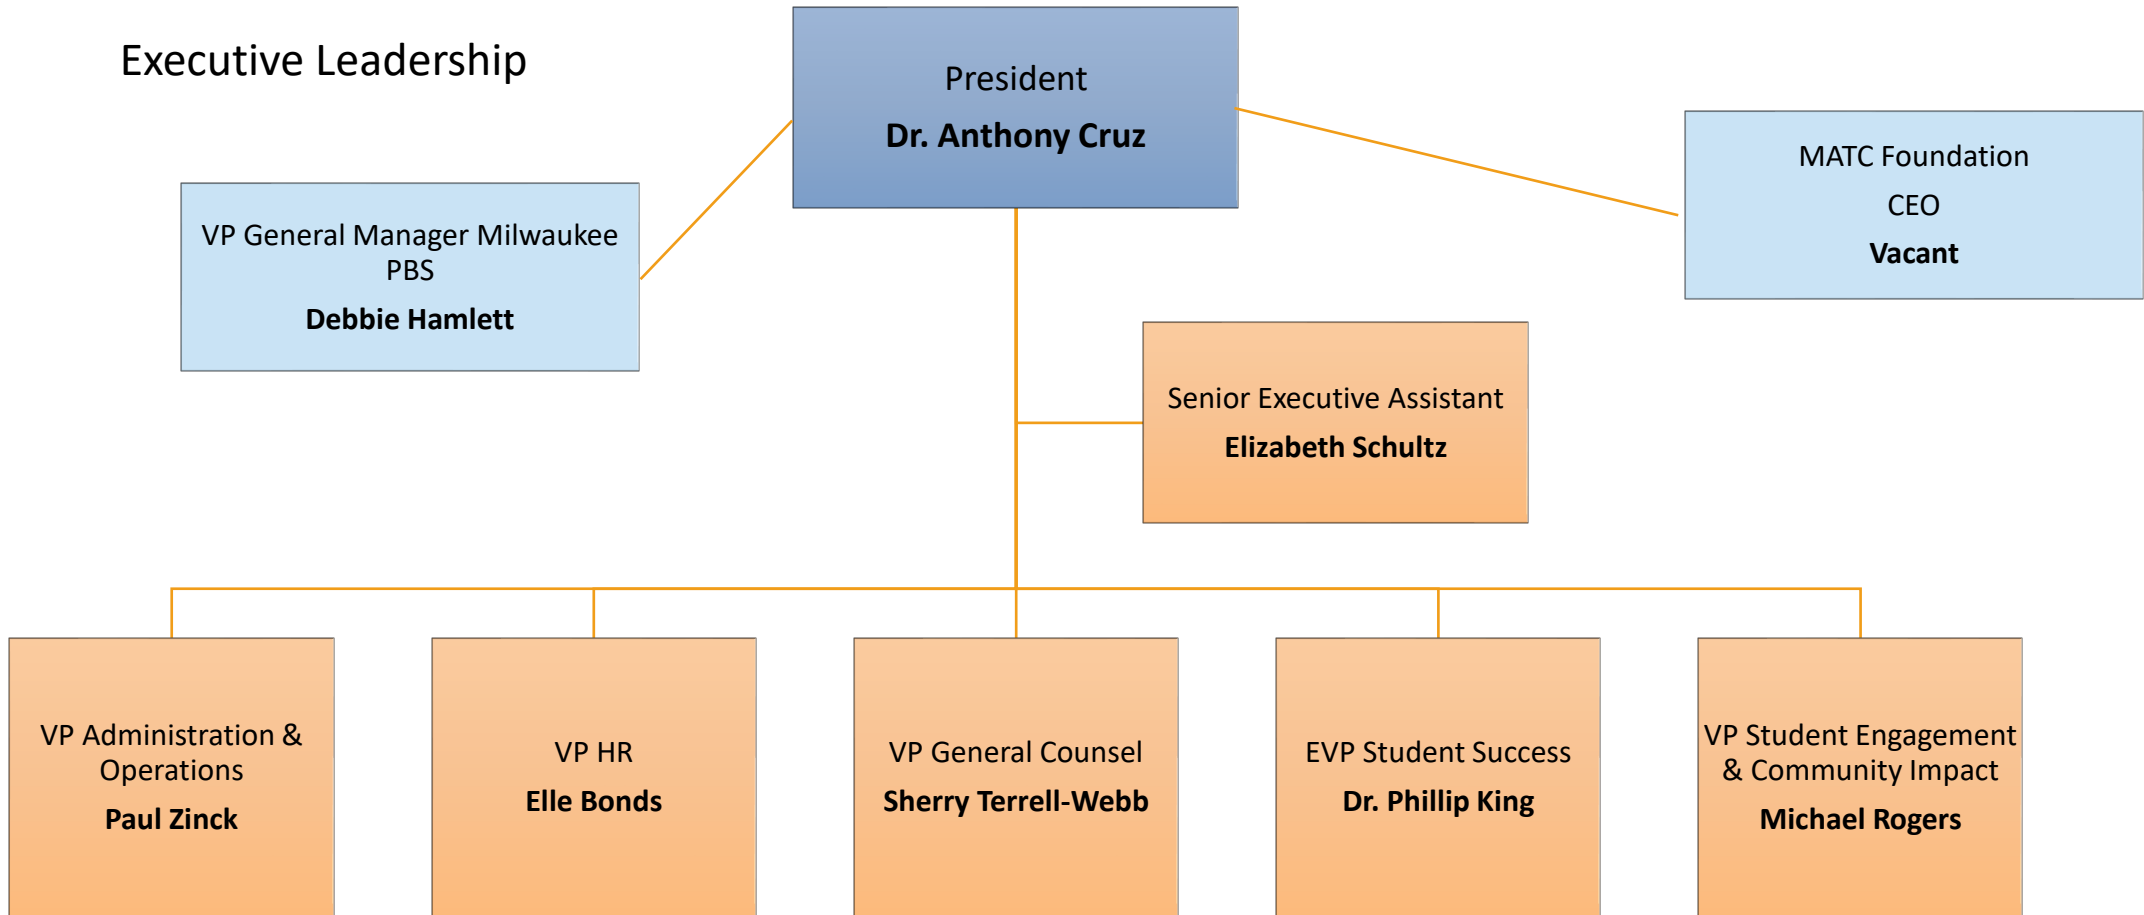 Executive Leadership
President
Dr. Anthony Cruz
MATC Foundation
CEO
Vacant
VP General Manager Milwaukee
PBS
Debbie Hamlett
Senior Executive Assistant
Elizabeth Schultz
VP Administration &
Operations
Paul Zinck
VP HR
Elle Bonds
VP General Counsel
Sherry Terrell-Webb
EVP Student Success
Dr. Phillip King
VP Student Engagement
& Community Impact
Michael Rogers